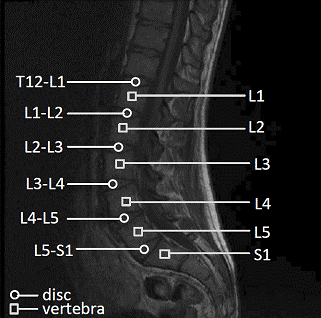 T12-L1
L1
L1-L2
L2
L2-L3
L3
L3-L4
L4
L4-L5
L5
L5-S1
S1
disc
vertebra